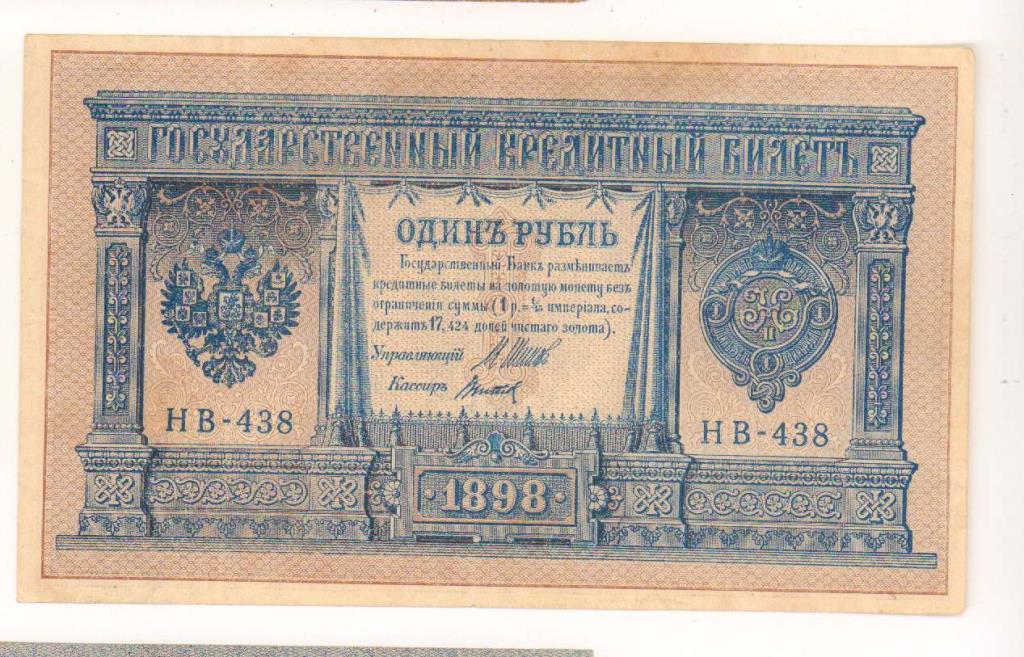 ГОСУДАРСТВЕННЫЙ КРЕДИТНЫЙ БИЛЕТЪ
ОДИНЪ РУБЛЬ
Государственный Банкъ размѣниваетъ
кредитные билеты на золотую монету безъ
ограниченія суммы (1 р. = 1/15 имперіала, со-
держитъ 17,424 долей чистаго золота).
Управляющій
Кассиръ
НВ-438
НВ-438
1898